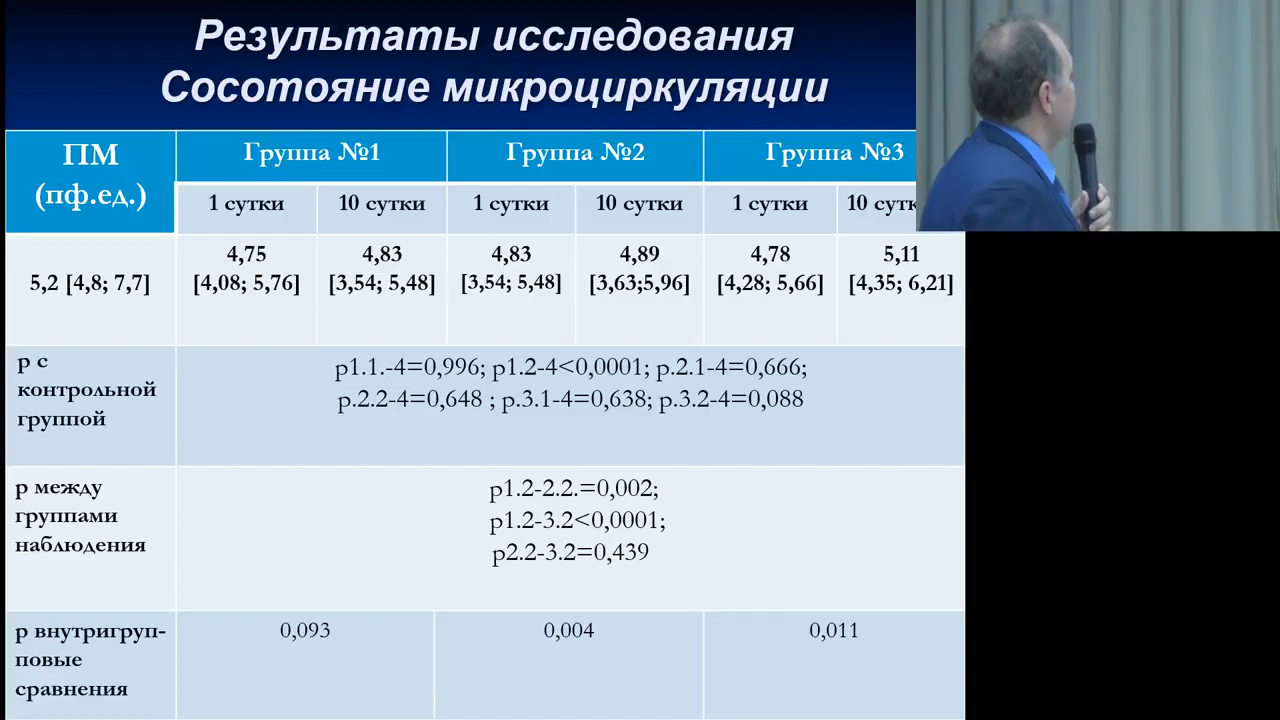 Результаты исследования
Сосотояние микроциркуляции
ПМ
(пф.ед.)
Группа №1
Группа №2
Группа №3
1 сутки
10 сутки
1 сутки
10 сутки
1 сутки
10 сутк
5,2 [4,8; 7,7]
4,75
[4,08; 5,76]
4,83
[3,54; 5,48]
4,83
[3,54; 5,48]
4,89
[3,63;5,96]
4,78
[4,28; 5,66]
5,11
[4,35; 6,21]
р с
контрольной
группой
р1.1.-4=0,996; р1.2-4<0,0001; р.2.1-4=0,666;
р.2.2-4=0,648 ; р.3.1-4=0,638; р.3.2-4=0,088
р между
группами
наблюдения
р1.2-2.2.=0,002;
р1.2-3.2<0,0001;
р2.2-3.2=0,439
р внутригруп-
повые
сравнения
0,093
0,004
0,011